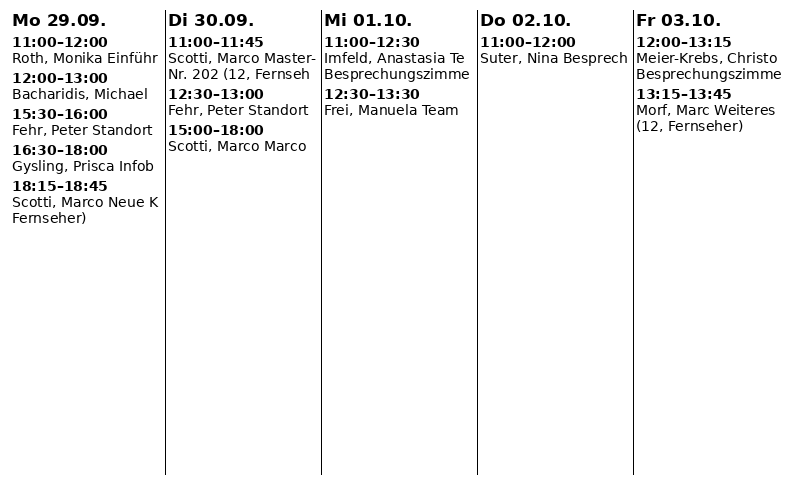 Mo 29.09.
11:00–12:00
Roth, Monika Einführ
12:00–13:00
Bacharidis, Michael
15:30–16:00
Fehr, Peter Standort
16:30–18:00
Gysling, Prisca Infob
18:15–18:45
Scotti, Marco Neue K
Fernseher)
Di 30.09.
11:00–11:45
Scotti, Marco Master-
Nr. 202 (12, Fernseh
12:30–13:00
Fehr, Peter Standort
15:00–18:00
Scotti, Marco Marco
Mi 01.10.
11:00–12:30
Imfeld, Anastasia Te
Besprechungszimme
12:30–13:30
Frei, Manuela Team
Do 02.10.
11:00–12:00
Suter, Nina Besprech
Fr 03.10.
12:00–13:15
Meier-Krebs, Christo
Besprechungszimme
13:15–13:45
Morf, Marc Weiteres
(12, Fernseher)